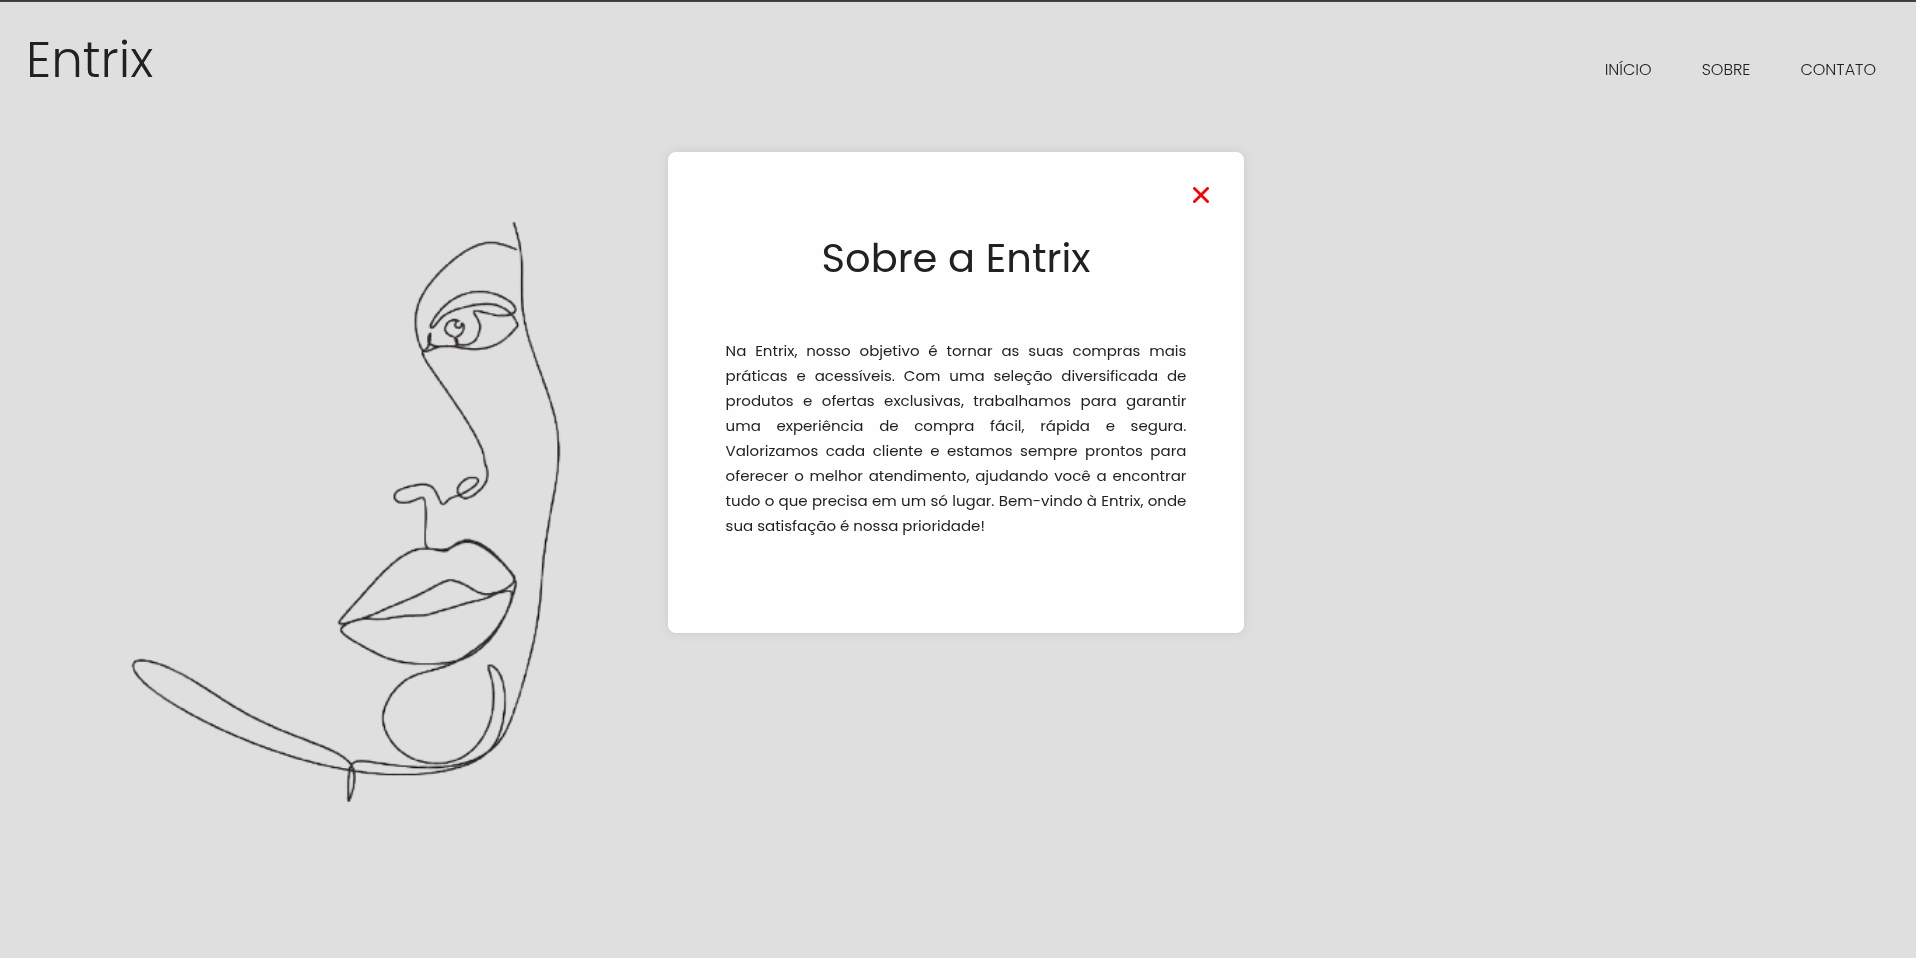 Entrix
INÍCIO
SOBRE
CONTATO
Sobre a Entrix
Na Entrix, nosso objetivo é tornar as suas compras mais
práticas e acessíveis. Com uma seleção diversificada de
produtos e ofertas exclusivas, trabalhamos para garantir
uma experiência de compra fácil, rápida e segura.
Valorizamos cada cliente e estamos sempre prontos para
oferecer o melhor atendimento, ajudando você a encontrar
tudo o que precisa em um só lugar. Bem-vindo à Entrix, onde
sua satisfação é nossa prioridade!